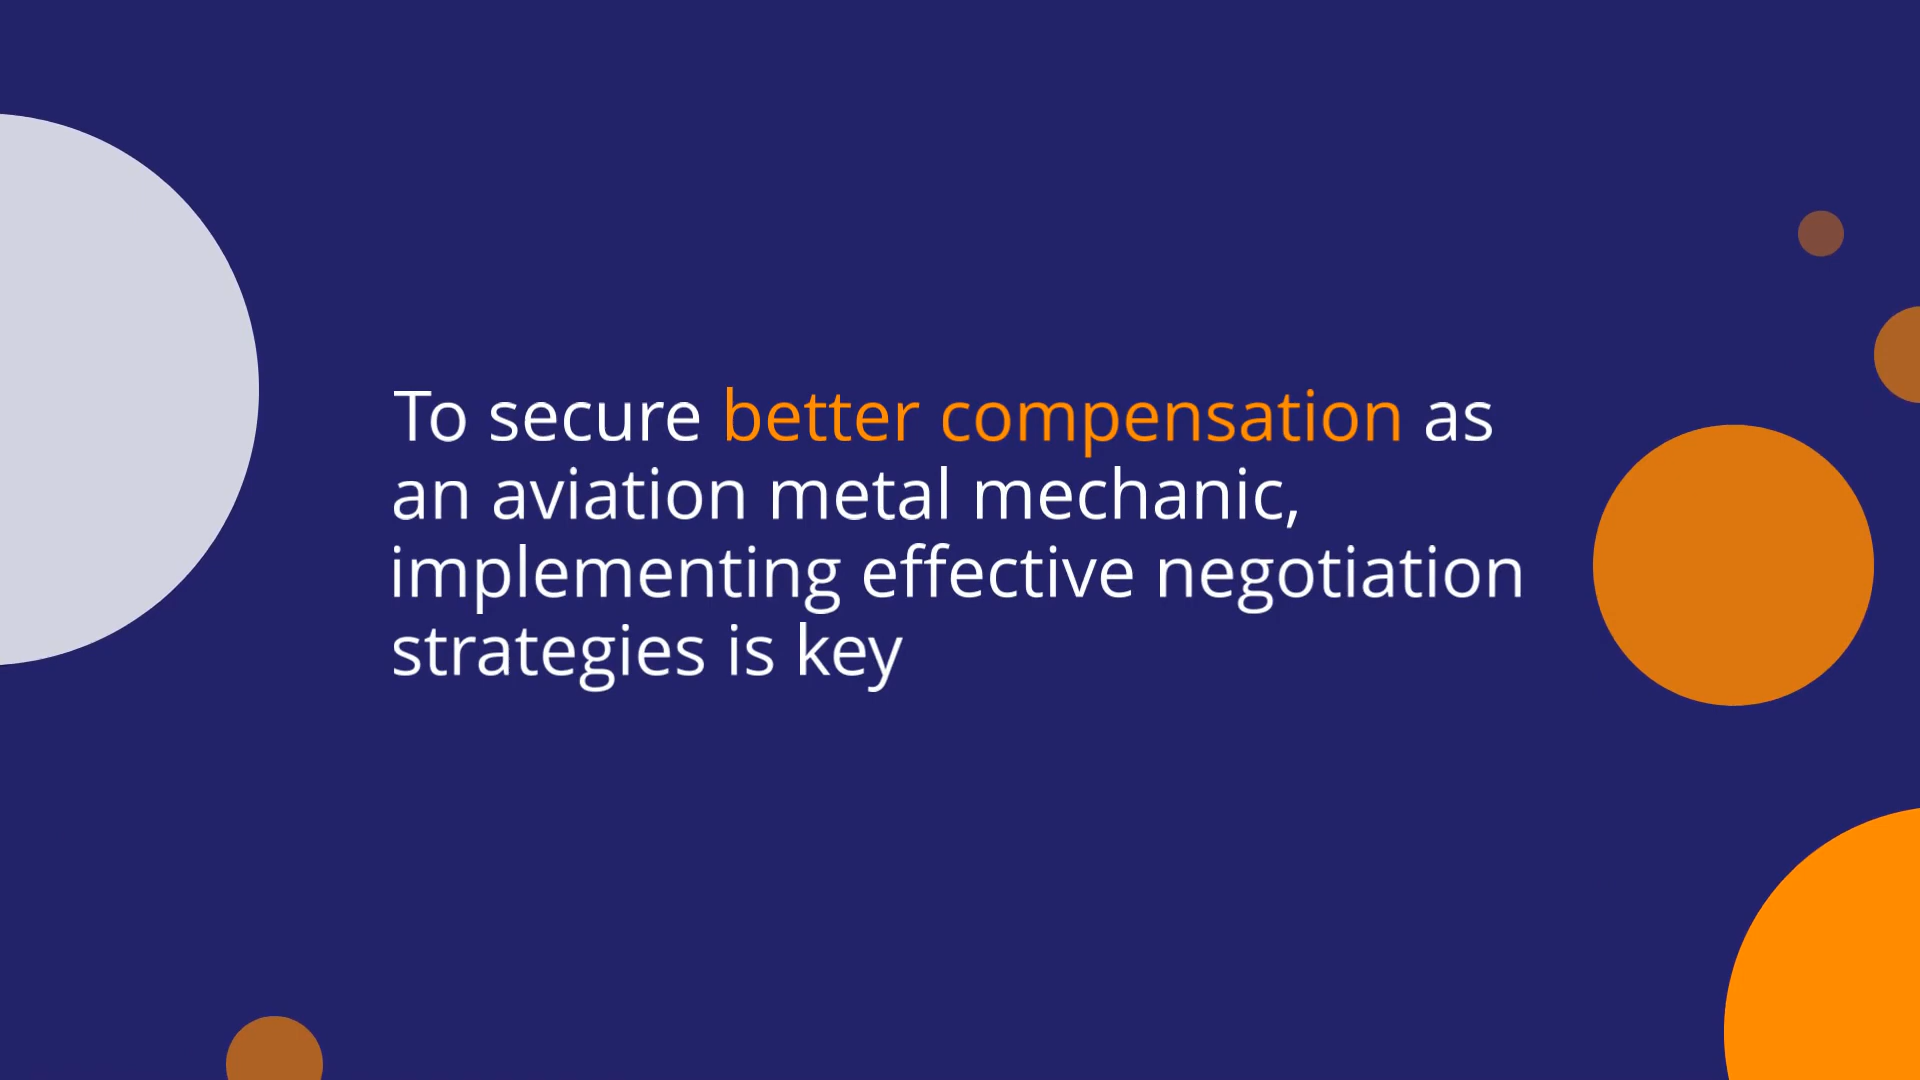 To secure better compensation as
an aviation metal mechanic,
implementing effective negotiation
strategies is key